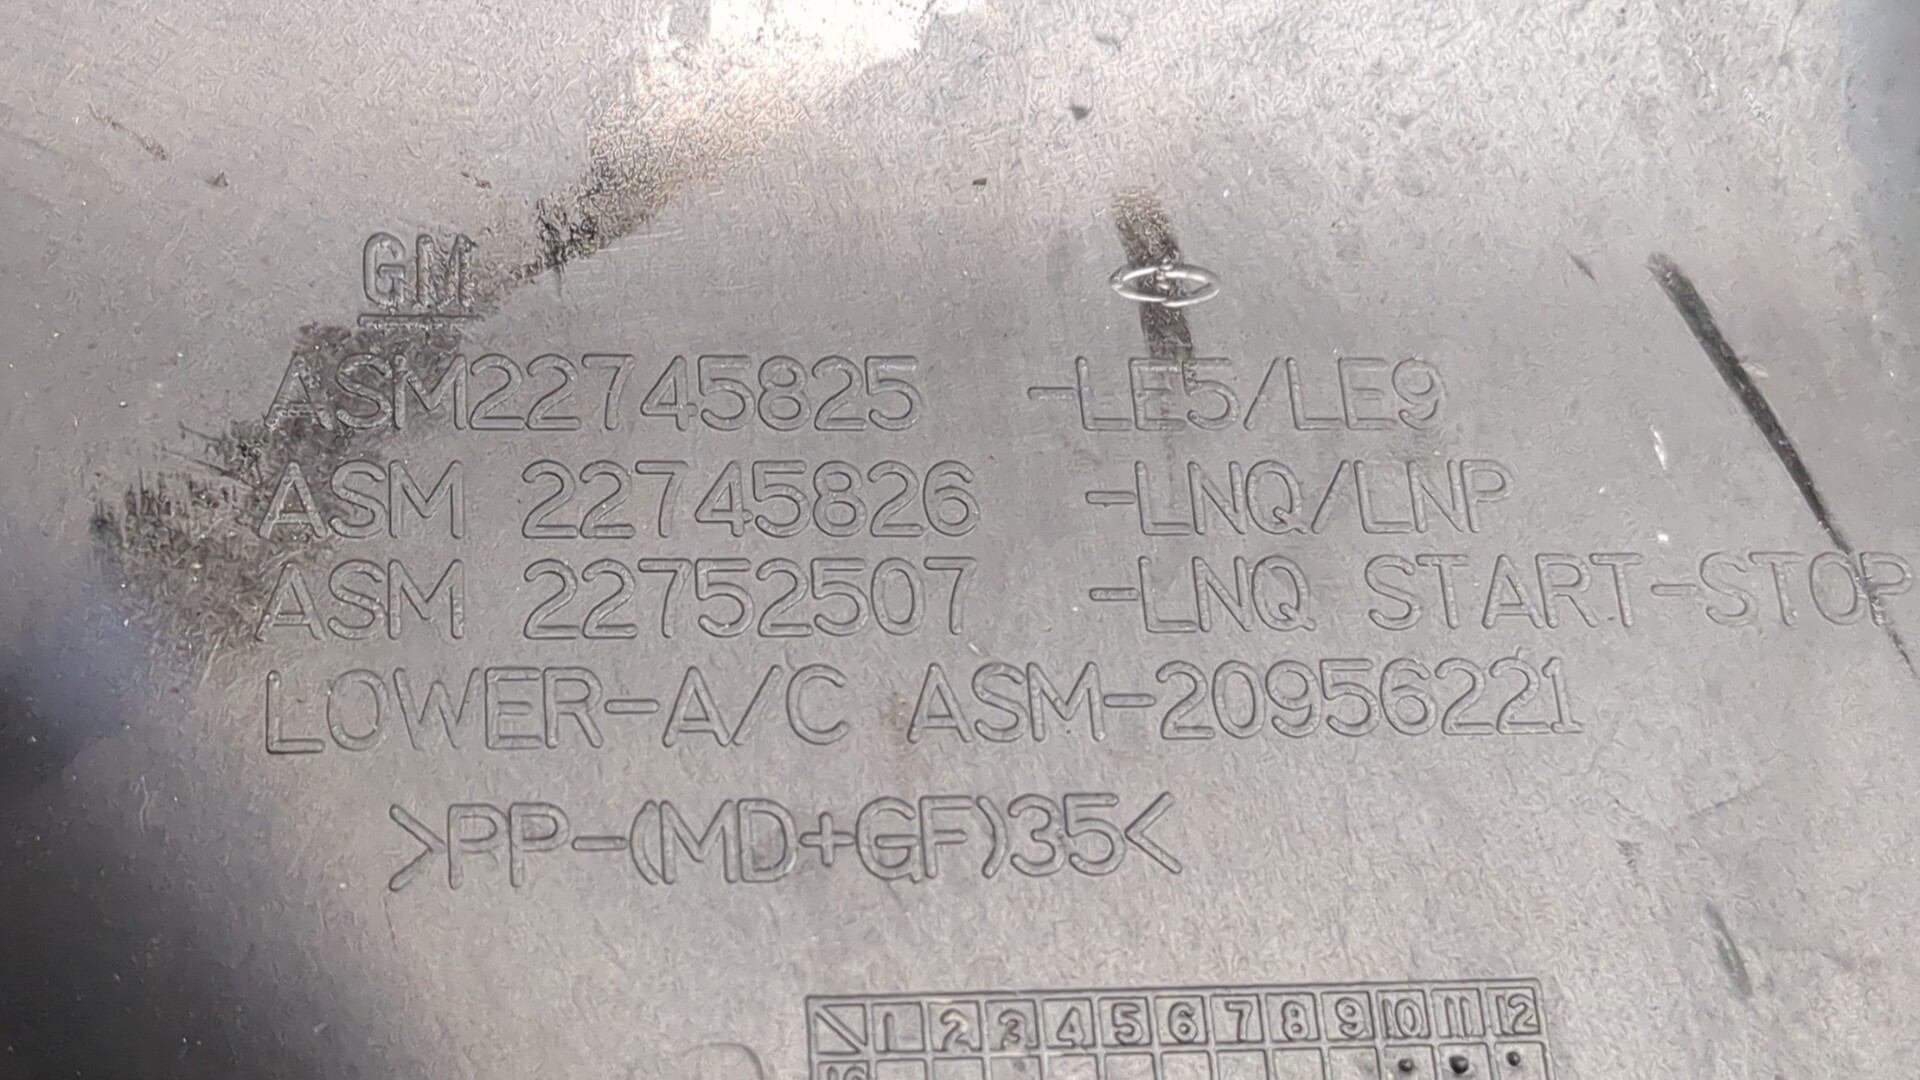 GM
ASM22745825 -LE5/LE9
ASM 22745826 -LNQ/LNP
ASM 22752507 -LNQ START-STOP
LOWER-A/C ASM-20956221
>PP-(MD+GF)35<
1 2 3 4 5 6 7 8 9 10 11 12